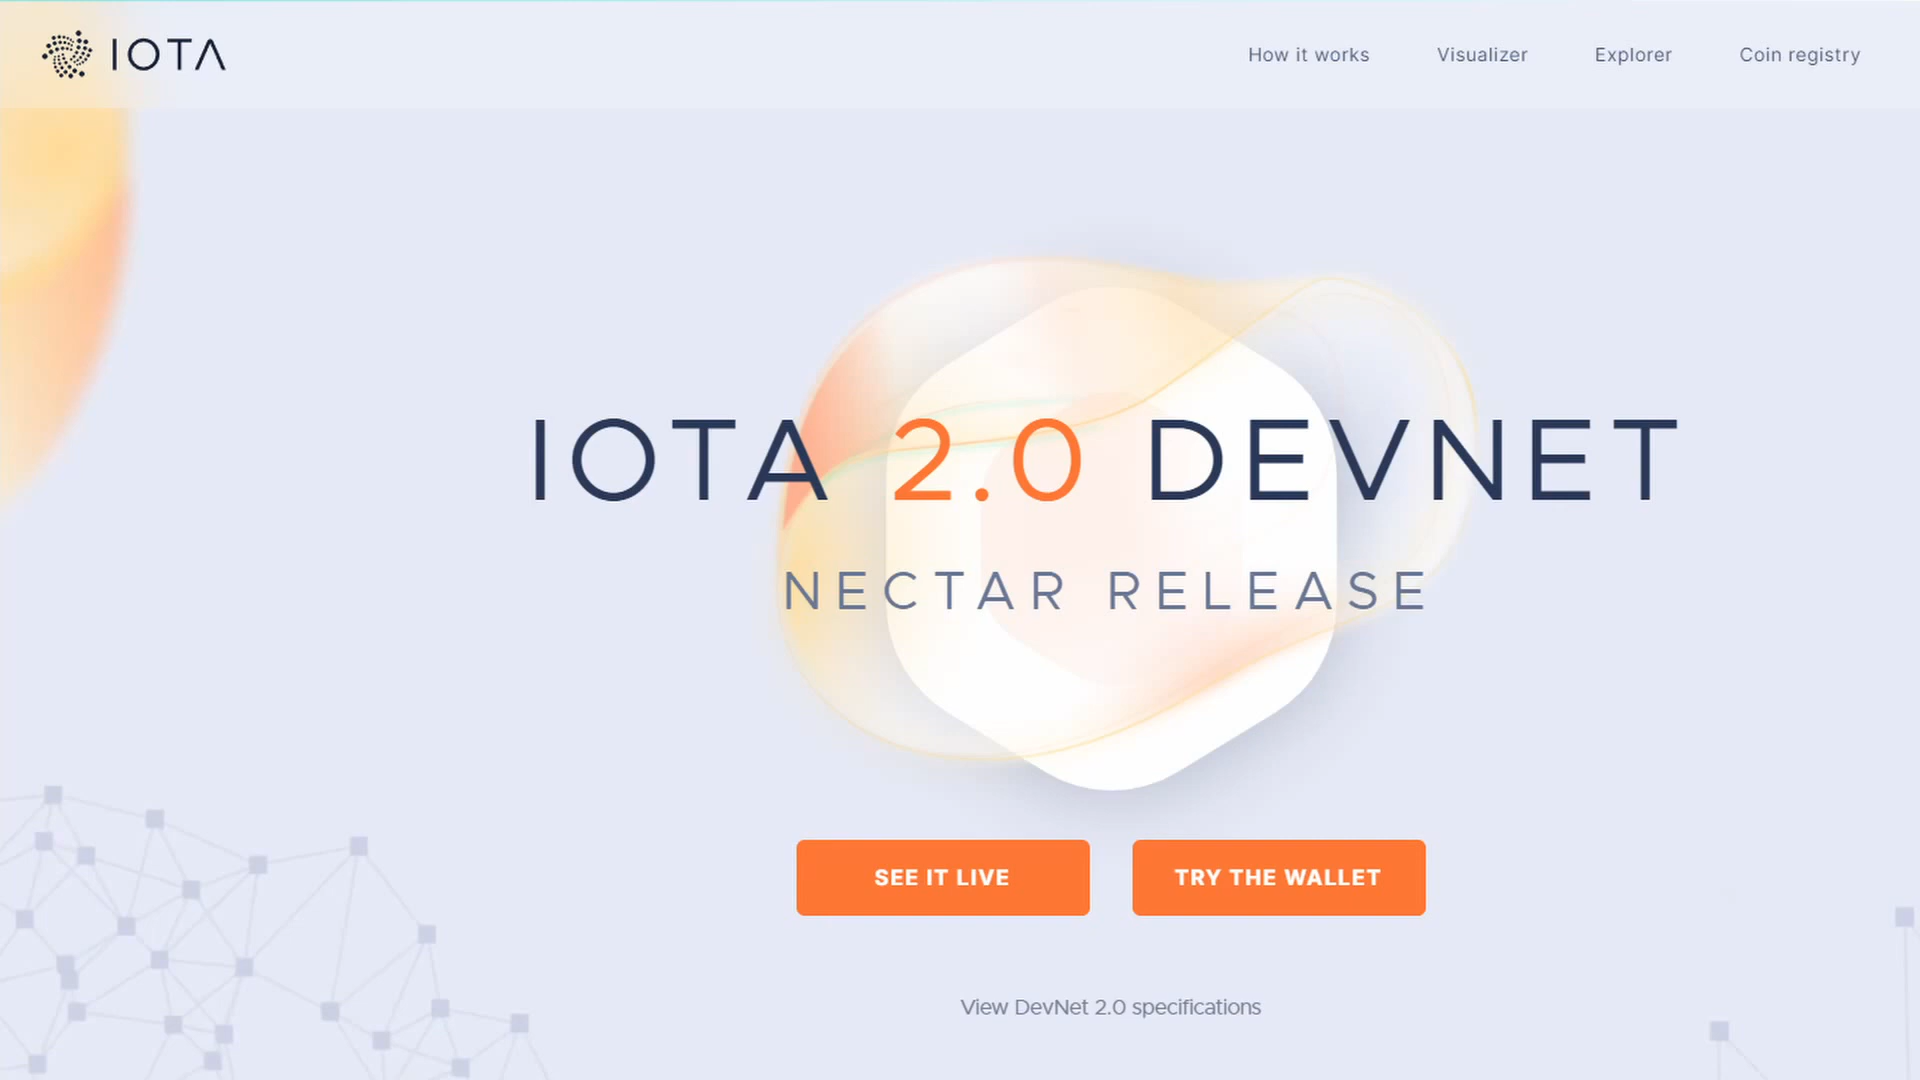 IOTA
How it works
Visualizer
Explorer
Coin registry
IOTA 2.0 DEVNET
NECTAR RELEASE
SEE IT LIVE
TRY THE WALLET
View DevNet 2.0 specifications